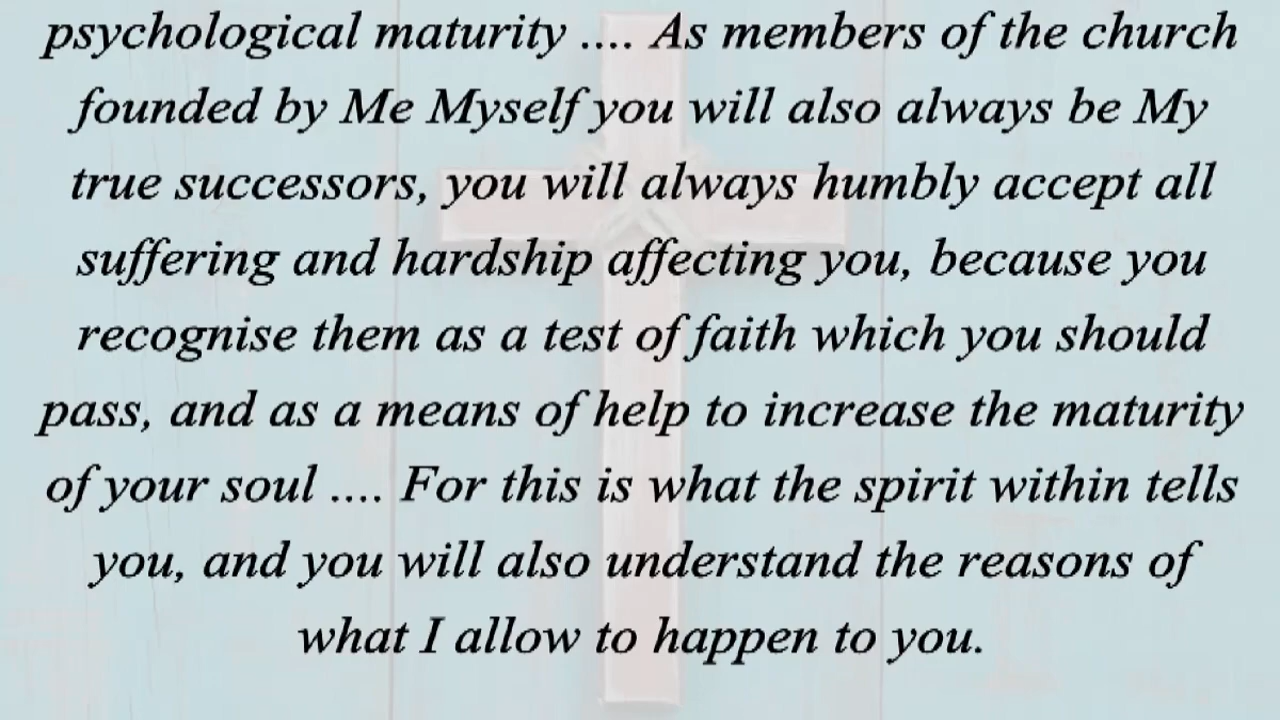 psychological maturity .... As members of the church
founded by Me Myself you will also always be My
true successors, you will always humbly accept all
suffering and hardship affecting you, because you
recognise them as a test of faith which you should
pass, and as a means of help to increase the maturity
of your soul .... For this is what the spirit within tells
you, and you will also understand the reasons of
what I allow to happen to you.